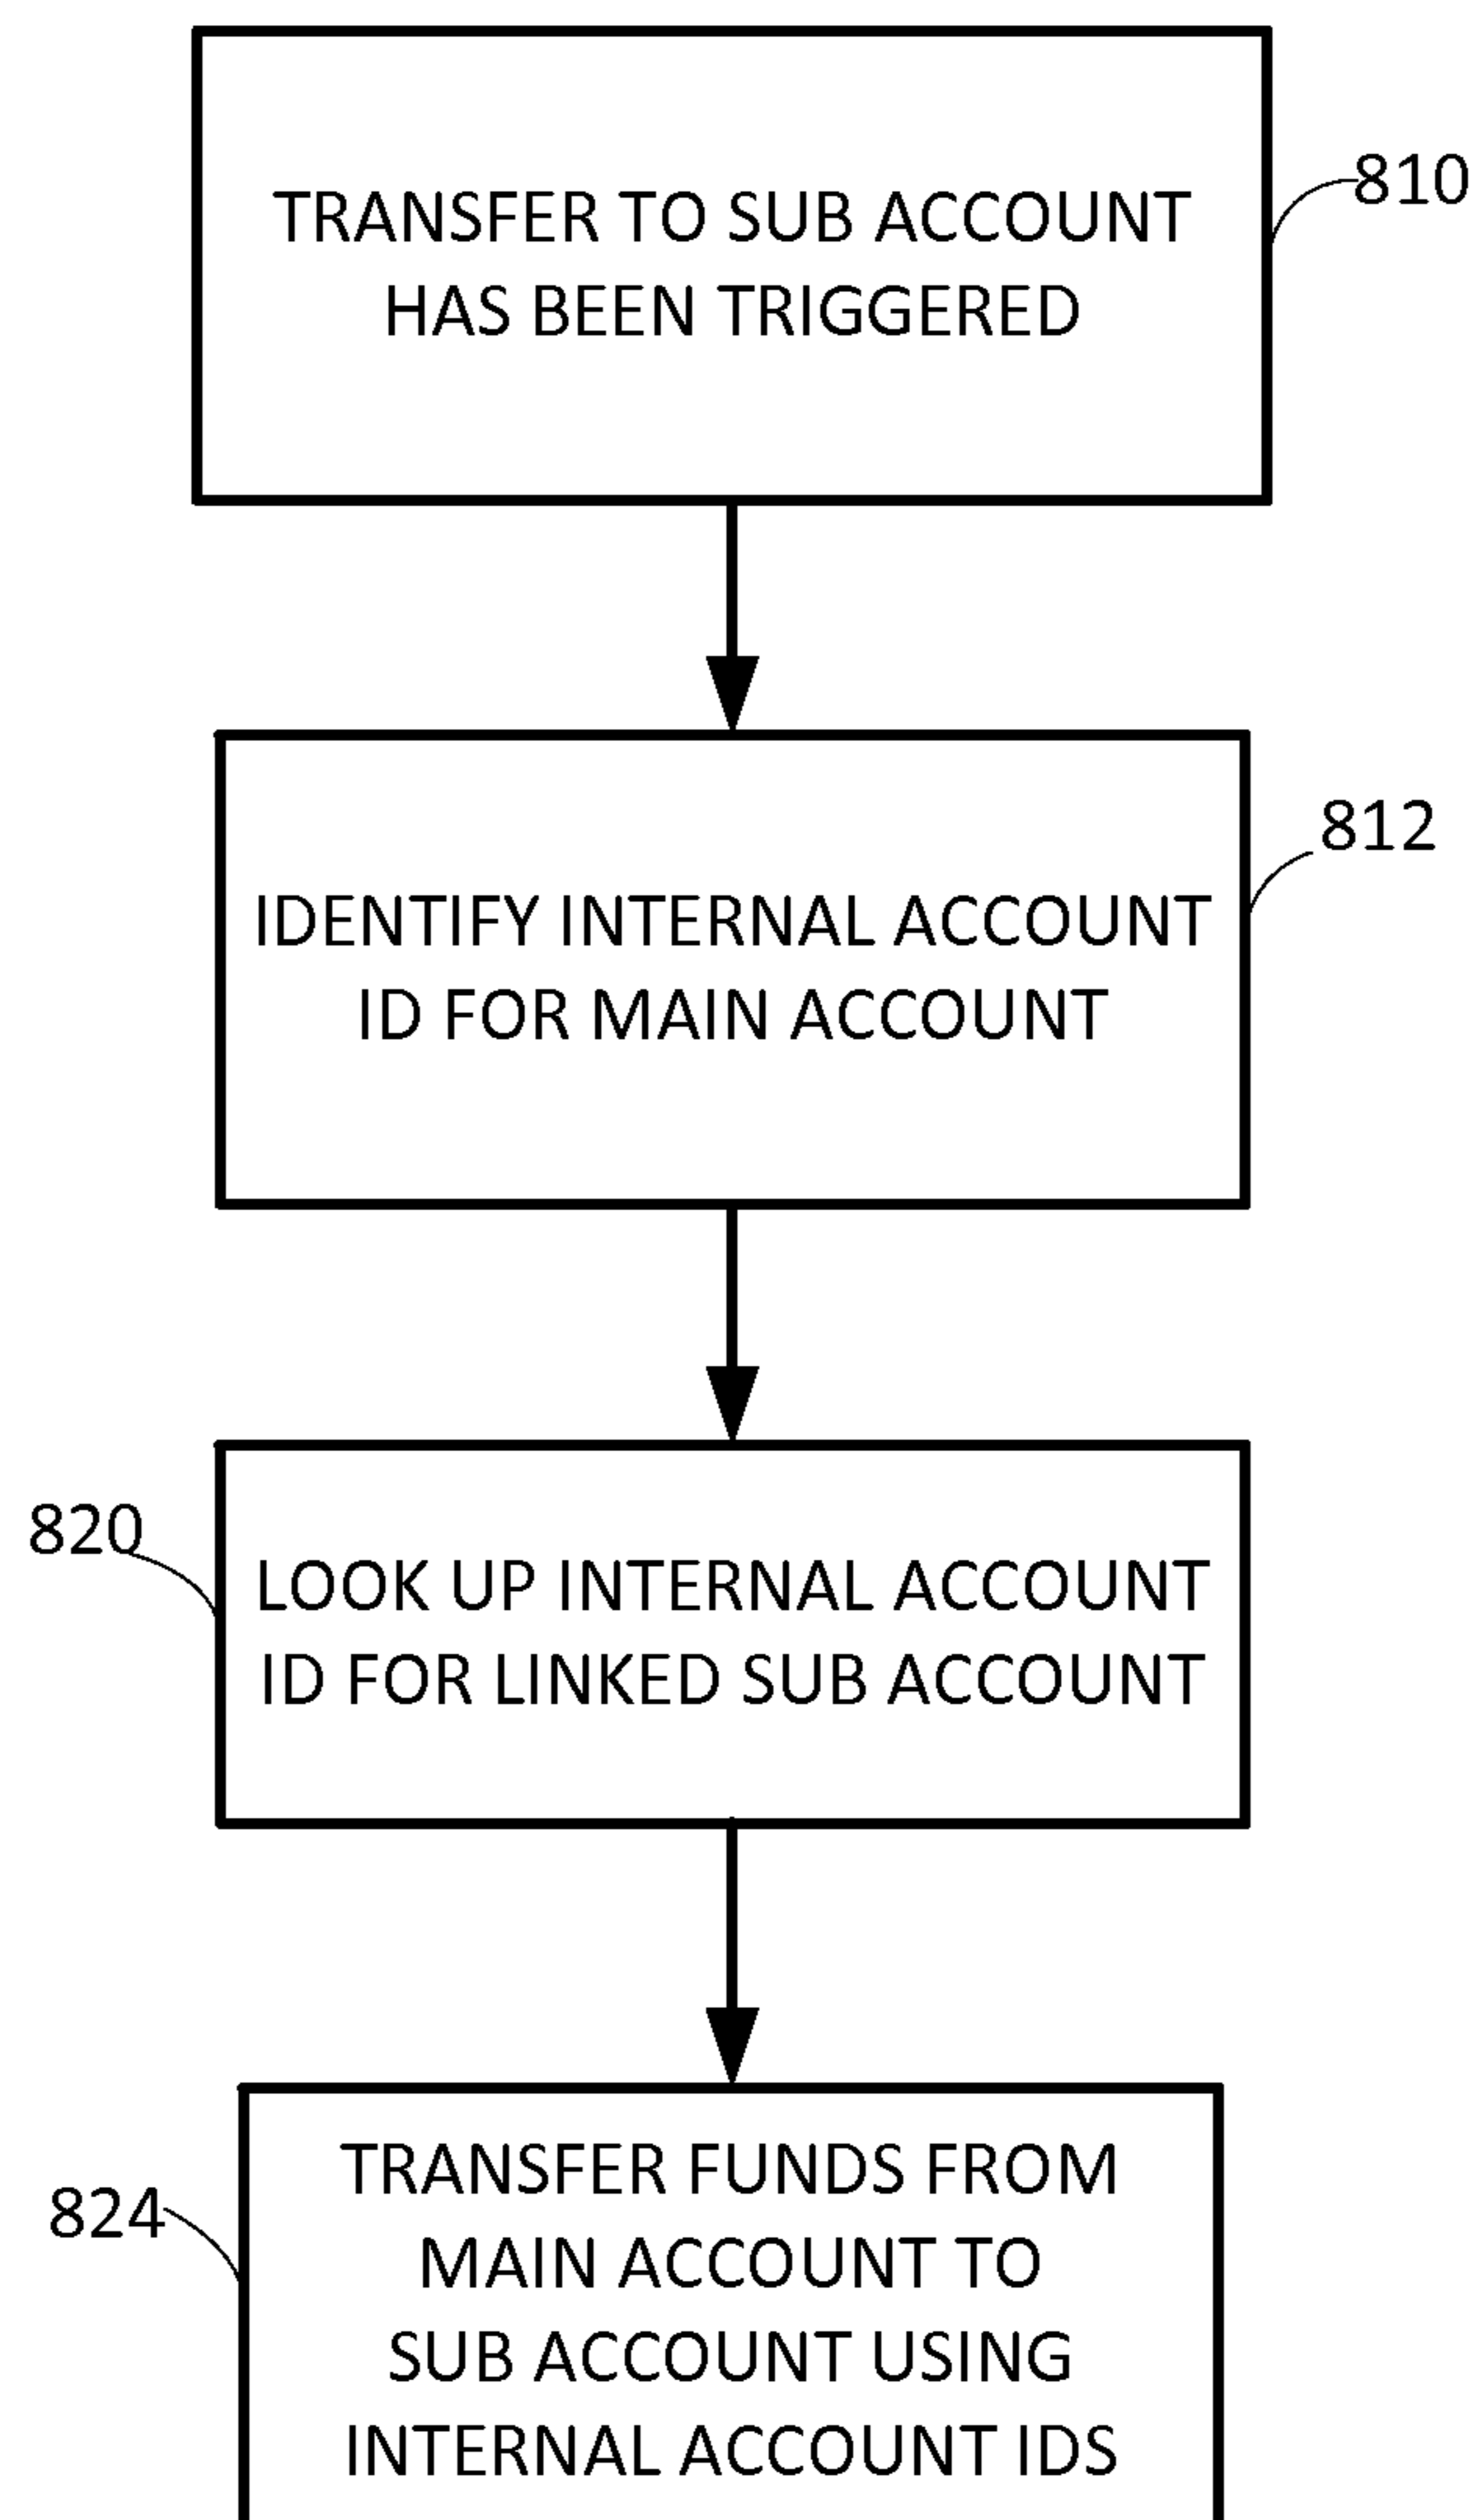 TRANSFER TO SUB ACCOUNT
HAS BEEN TRIGGERED
810
IDENTIFY INTERNAL ACCOUNT
ID FOR MAIN ACCOUNT
812
820
LOOK UP INTERNAL ACCOUNT
ID FOR LINKED SUB ACCOUNT
824
TRANSFER FUNDS FROM
MAIN ACCOUNT TO
SUB ACCOUNT USING
INTERNAL ACCOUNT IDS